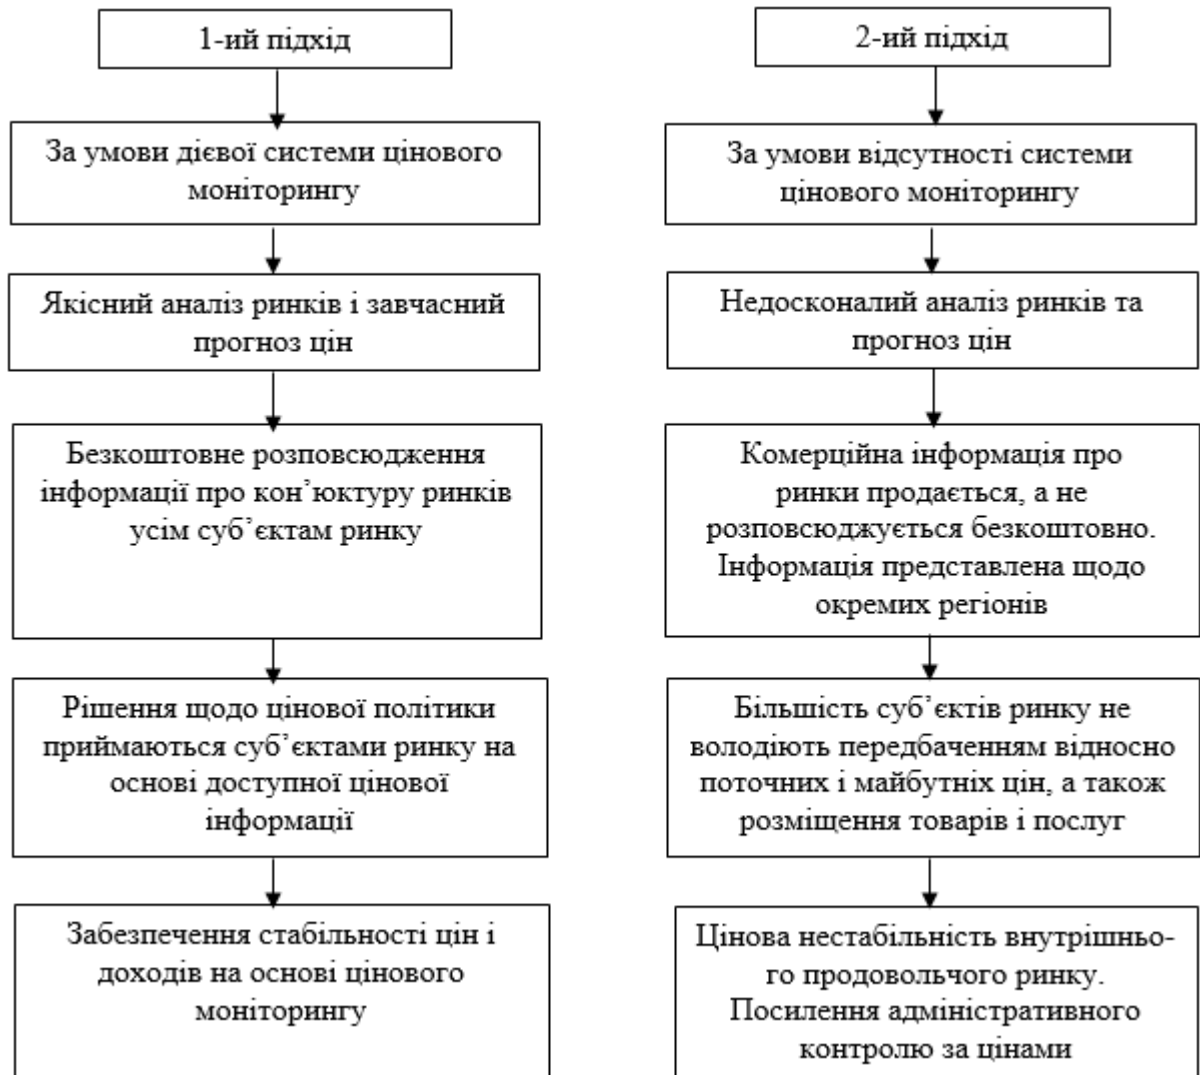 1-ий підхід
За умови дієвої системи цінового
моніторингу
Якісний аналіз ринків і завчасний
прогноз цін
Безкоштовне розповсюдження
інформації про кон’юктуру ринків
усім суб’єктам ринку
Рішення щодо цінової політики
приймаються суб’єктами ринку на
основі доступної цінової
інформації
Забезпечення стабільності цін і
доходів на основі цінового
моніторингу
2-ий підхід
За умови відсутності системи
цінового моніторингу
Недосконалий аналіз ринків та
прогноз цін
Комерційна інформація про
ринки продається, а не
розповсюджується безкоштовно.
Інформація представлена щодо
окремих регіонів
Більшість суб’єктів ринку не
володіють передбаченням відносно
поточних і майбутніх цін, а також
розміщення товарів і послуг
Цінова нестабільність внутрішньо-
го продовольчого ринку.
Посилення адміністративного
контролю за цінами